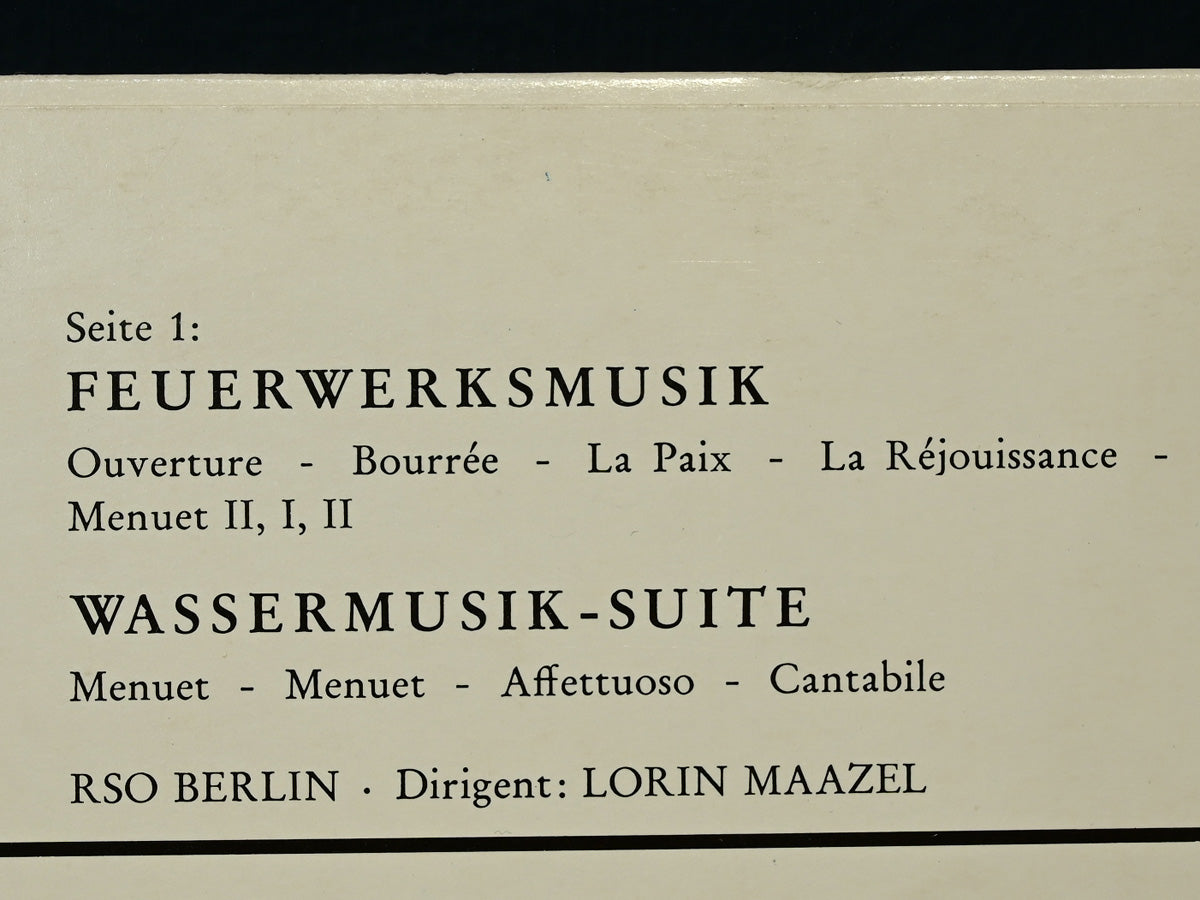 Seite 1:
FEUERWERKSMUSIK
Ouverture - Bourrée - La Paix - La Réjouissance -
Menuet II, I, II
WASSERMUSIK-SUITE
Menuet - Menuet - Affettuoso - Cantabile
RSO BERLIN · Dirigent: LORIN MAAZEL